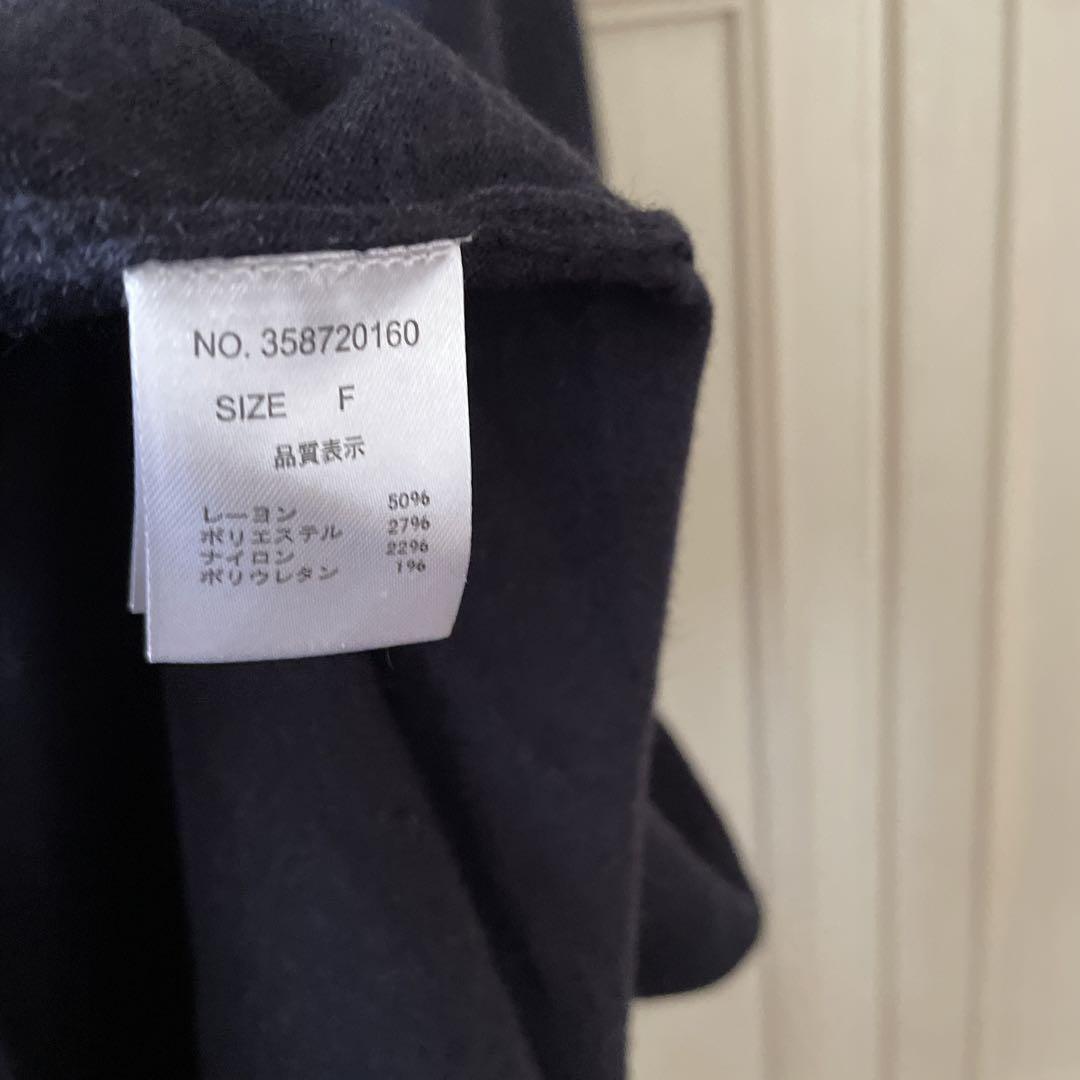 NO. 358720160
SIZE F
品質表示
レーヨン 50%
ポリエステル 27%
ナイロン 22%
ポリウレタン 1%